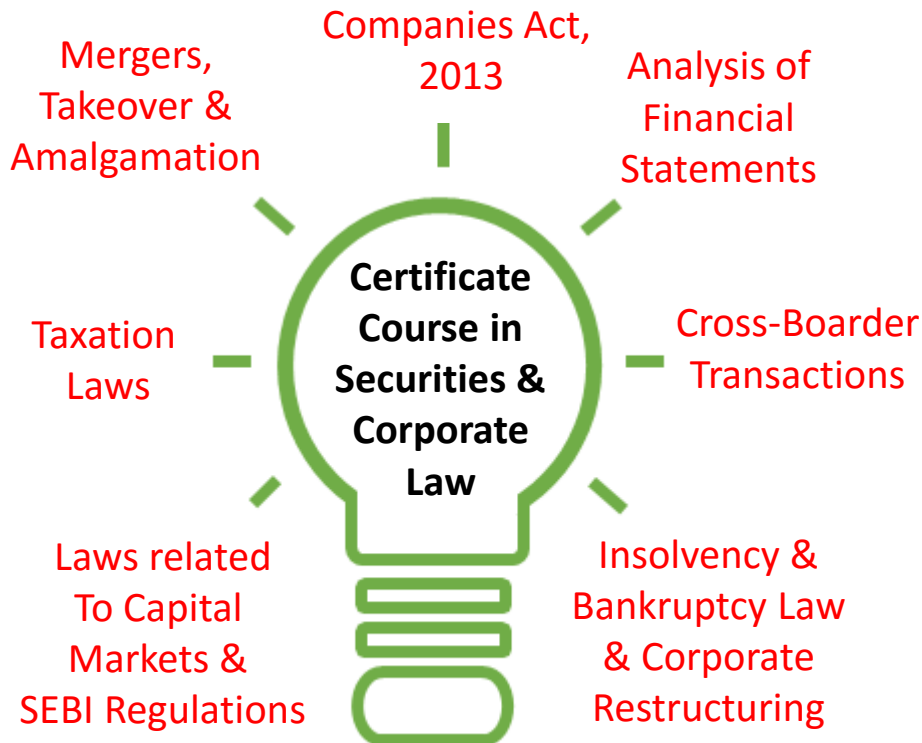 Companies Act,
2013
Mergers,
Takeover &
Amalgamation
Analysis of
Financial
Statements
Certificate
Course in
Securities &
Corporate
Law
Taxation
Laws
Cross-Boarder
Transactions
Laws related
To Capital
Markets &
SEBI Regulations
Insolvency &
Bankruptcy Law
& Corporate
Restructuring